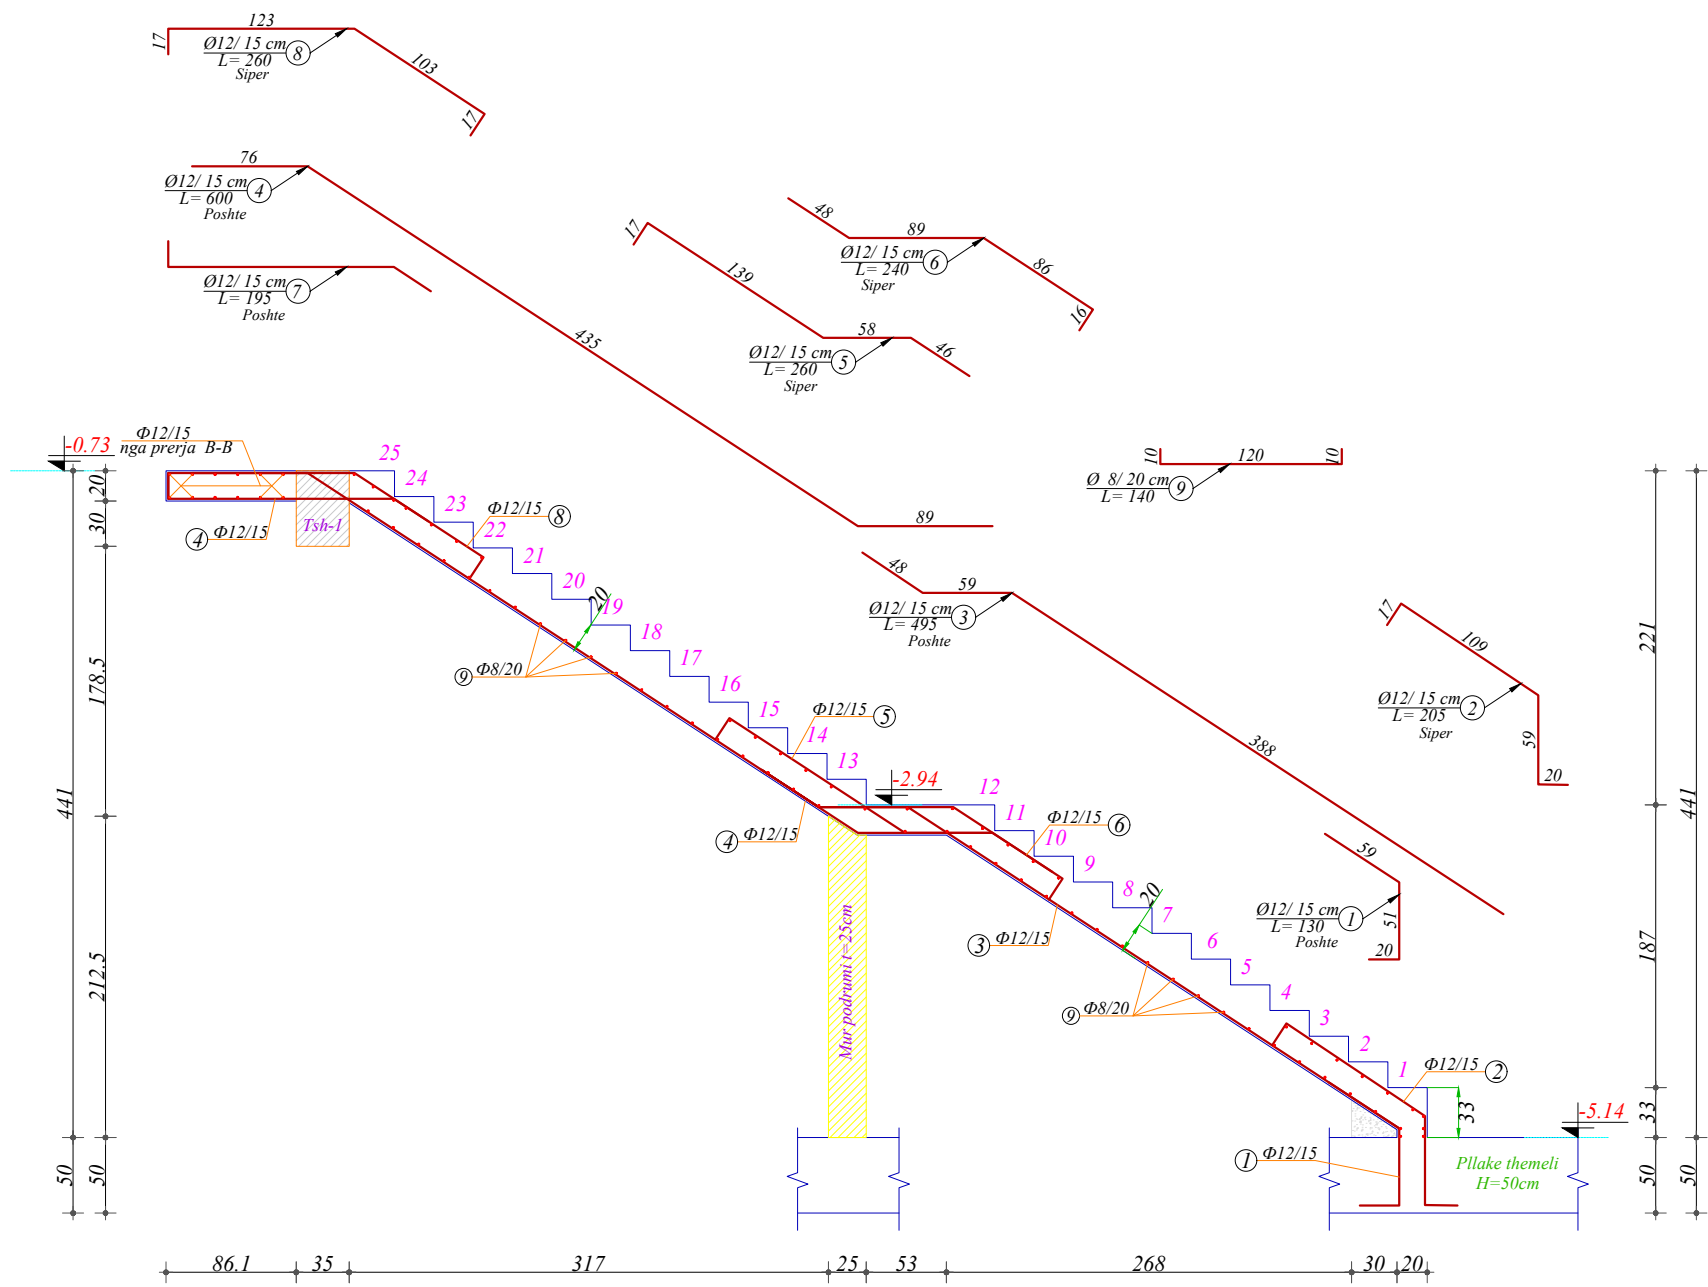 123
17
Ø12/ 15 cm
8
L= 260
Siper
103
17
76
Ø12/ 15 cm
4
L= 600
Poshte
435
89
Ø12/ 15 cm
7
L= 195
Poshte
17
139
58
46
Ø12/ 15 cm
5
L= 260
Siper
48
89
86
16
Ø12/ 15 cm
6
L= 240
Siper
10
120
10
Ø 8/ 20 cm
9
L= 140
48
59
388
Ø12/ 15 cm
3
L= 495
Poshte
17
109
59
20
Ø12/ 15 cm
2
L= 205
Siper
59
51
20
Ø12/ 15 cm
1
L= 130
Poshte
-0.73
Φ12/15
nga prerja B-B
25
24
23
22
21
20
19
18
17
16
15
14
13
12
11
10
9
8
7
6
5
4
3
2
1
Tsh-1
4 Φ12/15
Φ12/15 8
20
9 Φ8/20
Φ12/15 5
-2.94
4 Φ12/15
Φ12/15 6
20
3 Φ12/15
9 Φ8/20
Mur podrumi t=25cm
Φ12/15 2
33
-5.14
1 Φ12/15
Pllake themeli
H=50cm
441
50
20
30
178.5
212.5
50
221
187
33
50
441
50
86.1
35
317
25
53
268
30
20